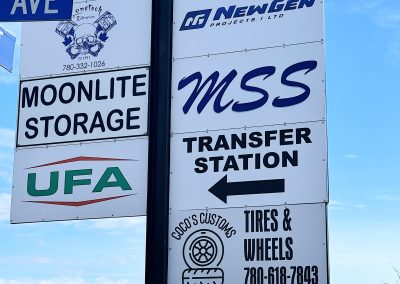 AVE
780-332-1026
MOONLITE
STORAGE
UFA
NF NEWGEN
PROJECTS LTD
MSS
TRANSFER
STATION
COCO'S CUSTOMS
TIRES &
WHEELS
780-618-7843